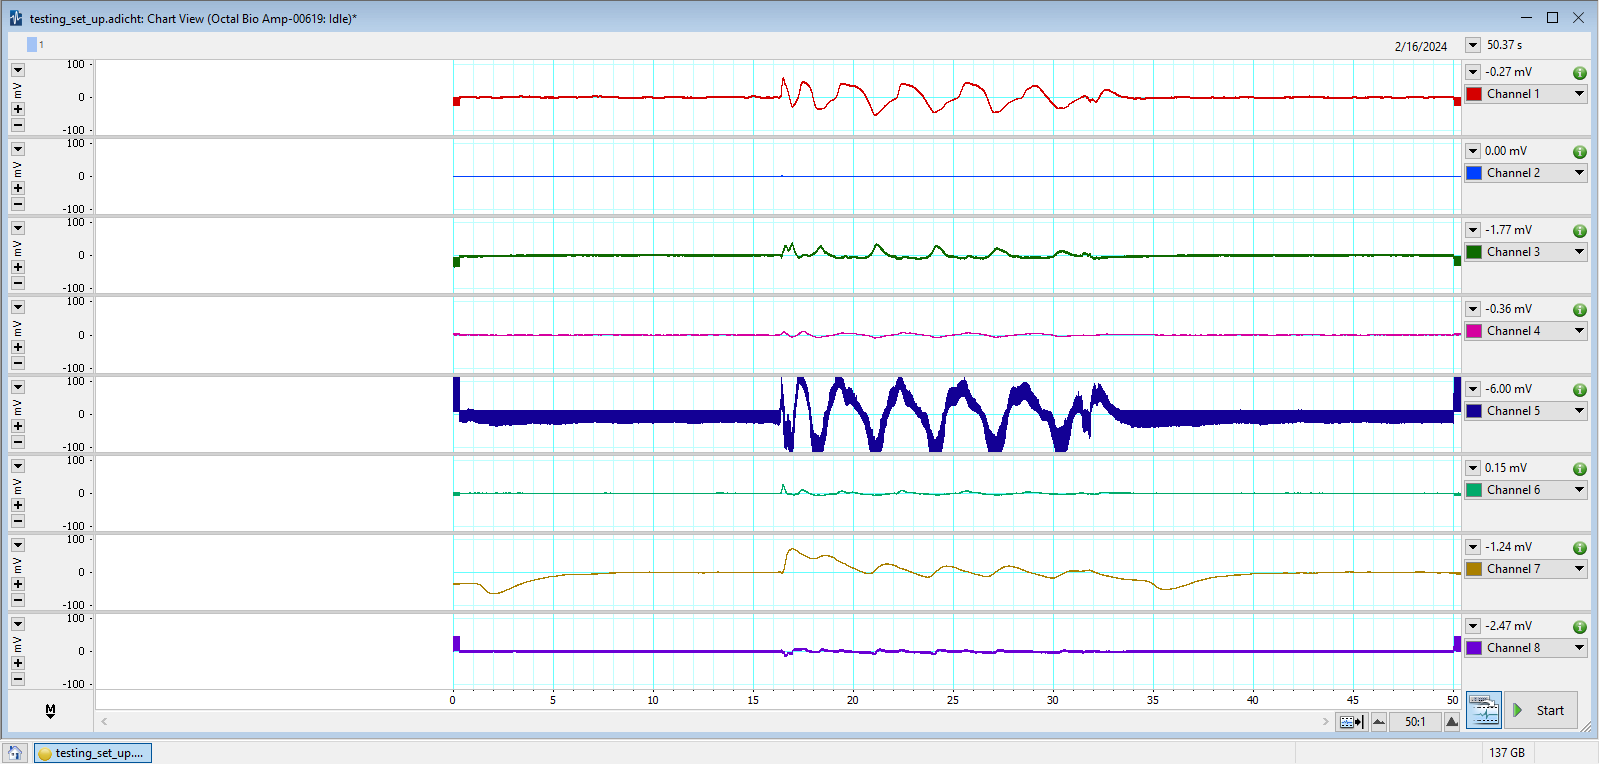 testing_set_up.adicht: Chart View (Octal Bio Amp-00619: Idle)*
1
2/16/2024
50.37 s
100
0
-100
mV
-0.27 mV
Channel 1
100
0
-100
mV
0.00 mV
Channel 2
100
0
-100
mV
-1.77 mV
Channel 3
100
0
-100
mV
-0.36 mV
Channel 4
100
0
-100
mV
-6.00 mV
Channel 5
100
0
-100
mV
0.15 mV
Channel 6
100
0
-100
mV
-1.24 mV
Channel 7
100
0
-100
mV
-2.47 mV
Channel 8
0 5 10 15 20 25 30 35 40 45 50
M
50:1
Start
testing_set_up....
137 GB